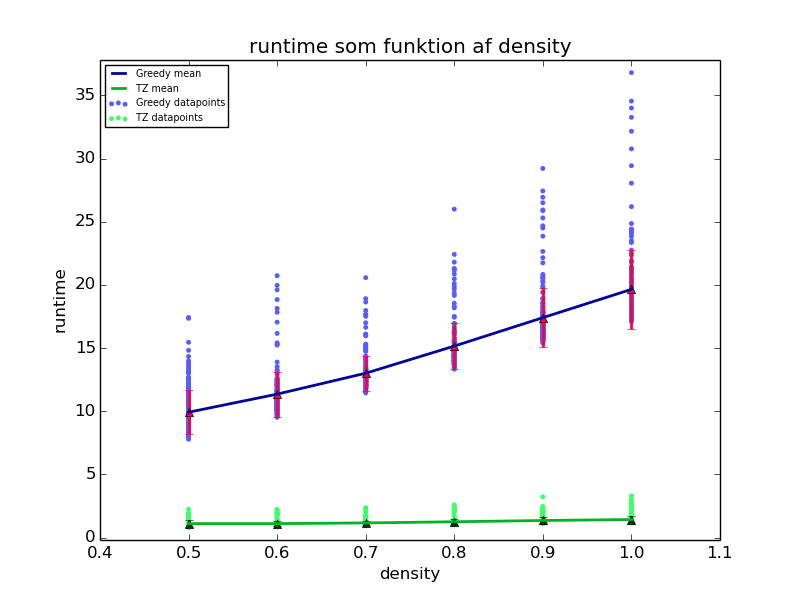 runtime som funktion af density
Greedy mean
TZ mean
Greedy datapoints
TZ datapoints
35
30
25
20
15
10
5
0
runtime
0.4 0.5 0.6 0.7 0.8 0.9 1.0 1.1
density